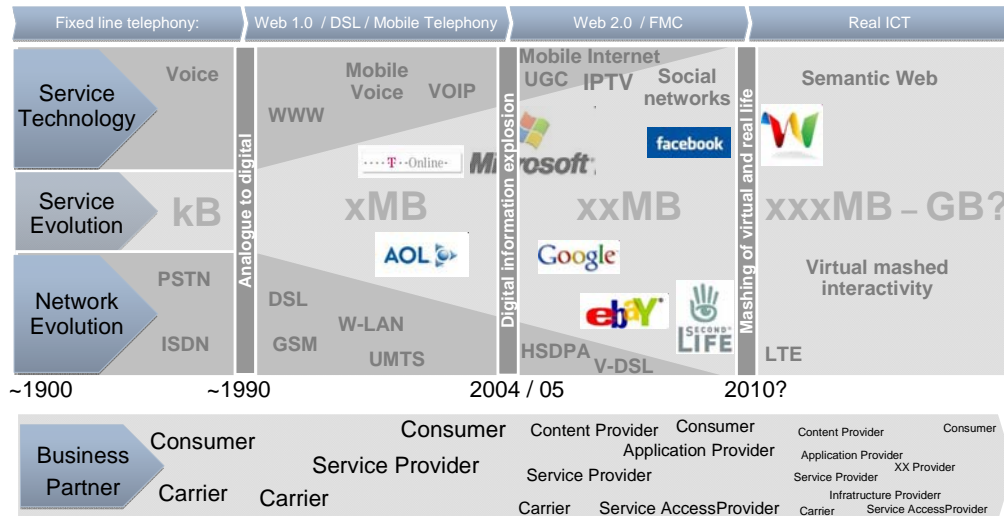 Fixed line telephony:
Web 1.0 / DSL / Mobile Telephony
Web 2.0 / FMC
Real ICT
Service
Technology
Voice
WWW
Mobile
Voice
VOIP
Mobile Internet
UGC
IPTV
Social
networks
Semantic Web
····T··Online·
Microsoft
facebook
Service
Evolution
kB
xMB
xxMB
xxxMB – GB?
Analogue to digital
Digital information explosion
Mashing of virtual and real life
AOL
Google
ebaY
SECOND
LIFE
Virtual mashed
interactivity
Network
Evolution
PSTN
ISDN
DSL
GSM
W-LAN
UMTS
HSDPA
V-DSL
LTE
~1900
~1990
2004 / 05
2010?
Business
Partner
Consumer
Carrier
Consumer
Service Provider
Carrier
Content Provider
Consumer
Application Provider
Service Provider
Carrier
Service AccessProvider
Content Provider
Consumer
Application Provider
XX Provider
Service Provider
Infratructure Providerr
Carrier
Service AccessProvider